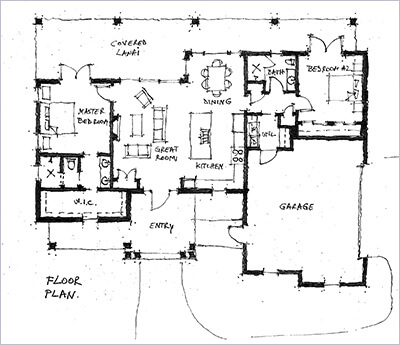 COVERED
LANAI
BEDROOM #2
BATH
DINING
MASTER
BEDROOM
GREAT
ROOM
KITCHEN
W.I.C.
GARAGE
ENTRY
FLOOR
PLAN.